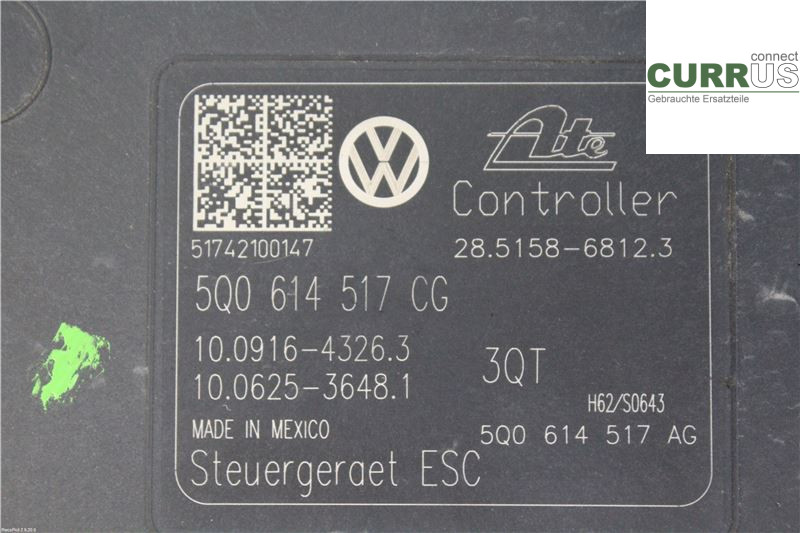 connect
CURRUS
Gebrauchte Ersatzteile
VW
Ate
Controller
51742100147
28.5158-6812.3
5Q0 614 517 CG
10.0916-4326.3
10.0625-3648.1
3QT
H62/S0643
MADE IN MEXICO
5Q0 614 517 AG
Steuergeraet ESC